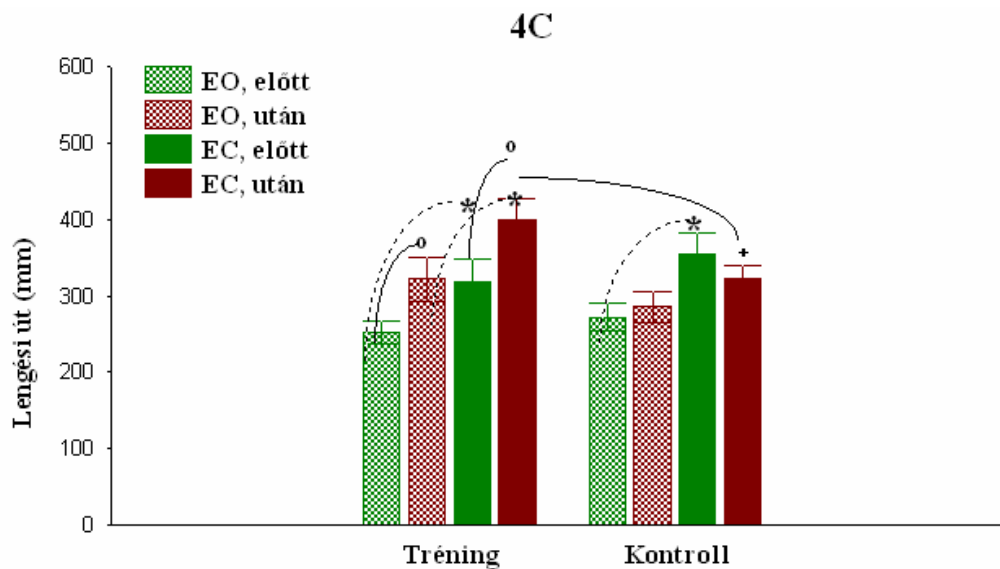 4C
600
500
400
300
200
100
0
Lengési út (mm)
EO, előtt
EO, után
EC, előtt
EC, után
o
o
*
*
*
+
Tréning
Kontroll